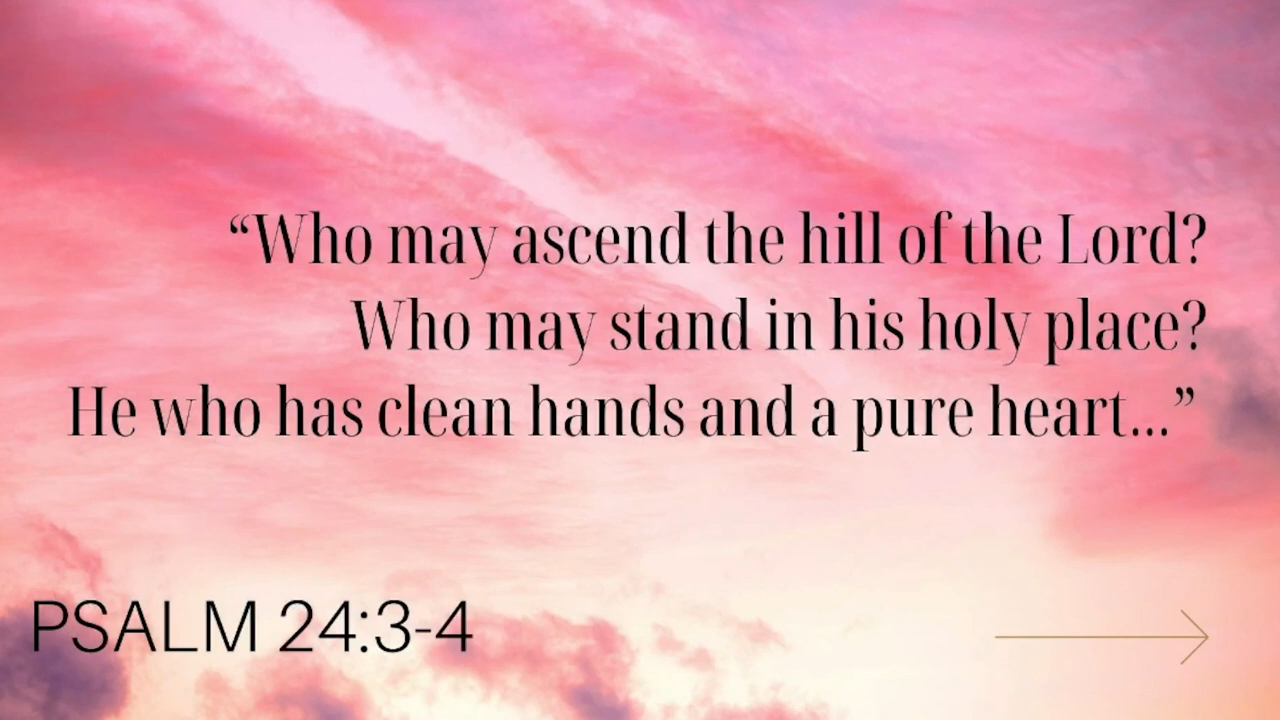 “Who may ascend the hill of the Lord?
Who may stand in his holy place?
He who has clean hands and a pure heart...”
PSALM 24:3-4